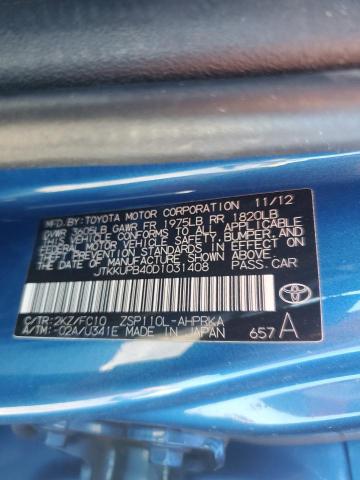 MFD.BY:TOYOTA MOTOR CORPORATION 11/12
GVWR 3605LB GAWR FR 1975LB RR 1820LB
THIS VEHICLE CONFORMS TO ALL APPLICABLE
FEDERAL MOTOR VEHICLE SAFETY, BUMPER, AND
THEFT PREVENTION STANDARDS IN EFFECT ON
THE DATE OF MANUFACTURE SHOWN ABOVE.
JTKKUPB40D1031408 PASS. CAR
C/TR:2KZ/FC10 ZSP110L-AHPRKA
A/TM:-02A/U341E MADE IN JAPAN 657 A